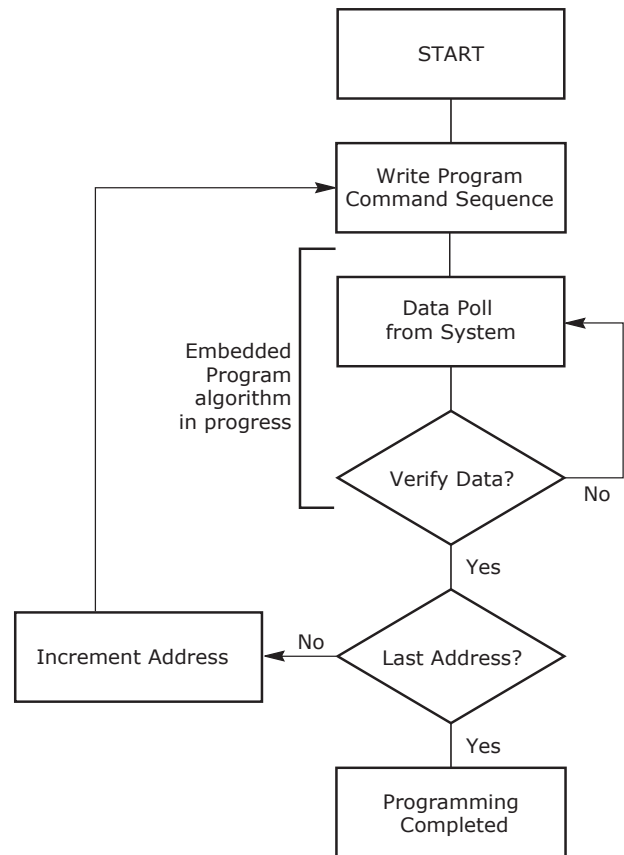 START
Write Program
Command Sequence
Data Poll
from System
Embedded
Program
algorithm
in progress
Verify Data?
No
Yes
No
Increment Address
Last Address?
Yes
Programming
Completed